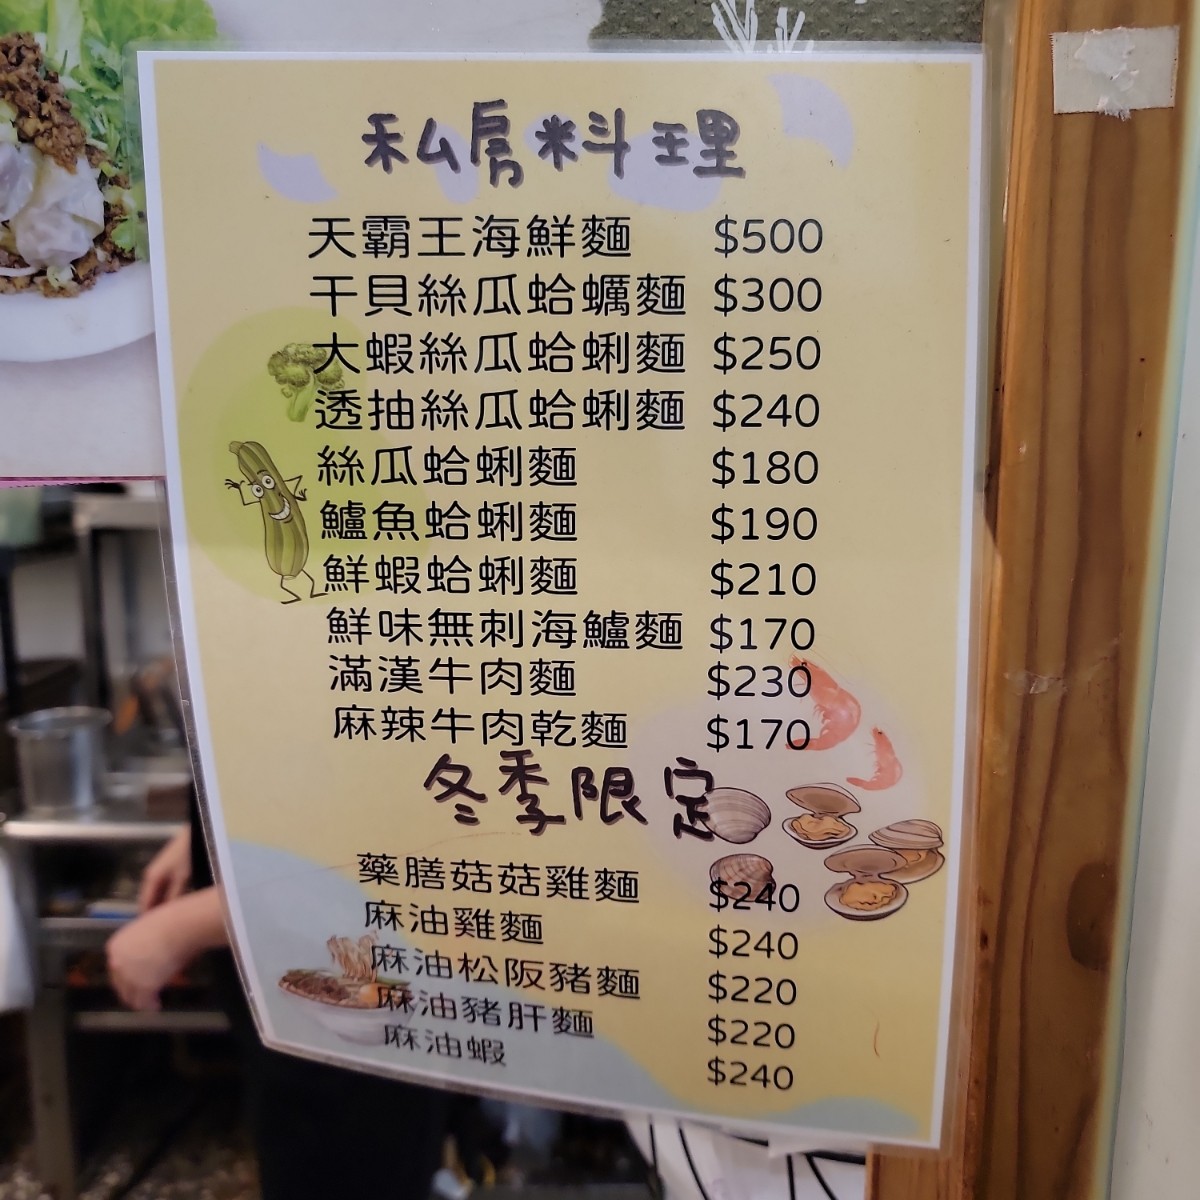 私房料理
天霸王海鮮麵 $500
干貝絲瓜蛤蠣麵 $300
大蝦絲瓜蛤蜊麵 $250
透抽絲瓜蛤蜊麵 $240
絲瓜蛤蜊麵 $180
鱸魚蛤蜊麵 $190
鮮蝦蛤蜊麵 $210
鮮味無刺海鱸麵 $170
滿漢牛肉麵 $230
麻辣牛肉乾麵 $170
冬季限定
藥膳菇菇雞麵 $240
麻油雞麵 $240
麻油松阪豬麵 $220
麻油豬肝麵 $220
麻油蝦 $240